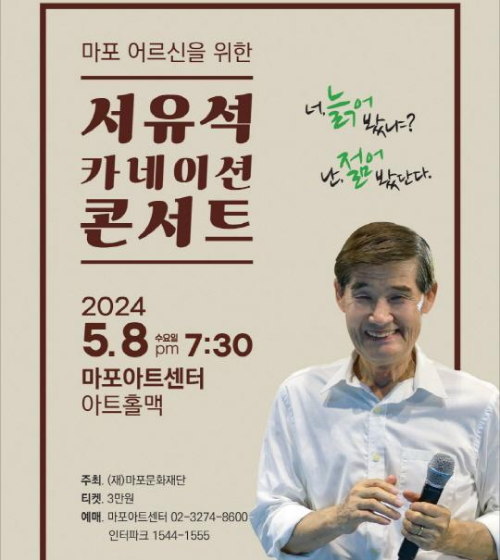 마포 어르신을 위한
서유석
카네이션
콘서트
너, 늙어 봤냐?
난, 젊어 봤단다.
2024
5.8 수요일 pm 7:30
마포아트센터
아트홀맥
주최. (재)마포문화재단
티켓. 3만원
예매. 마포아트센터 02-3274-8600
인터파크 1544-1555